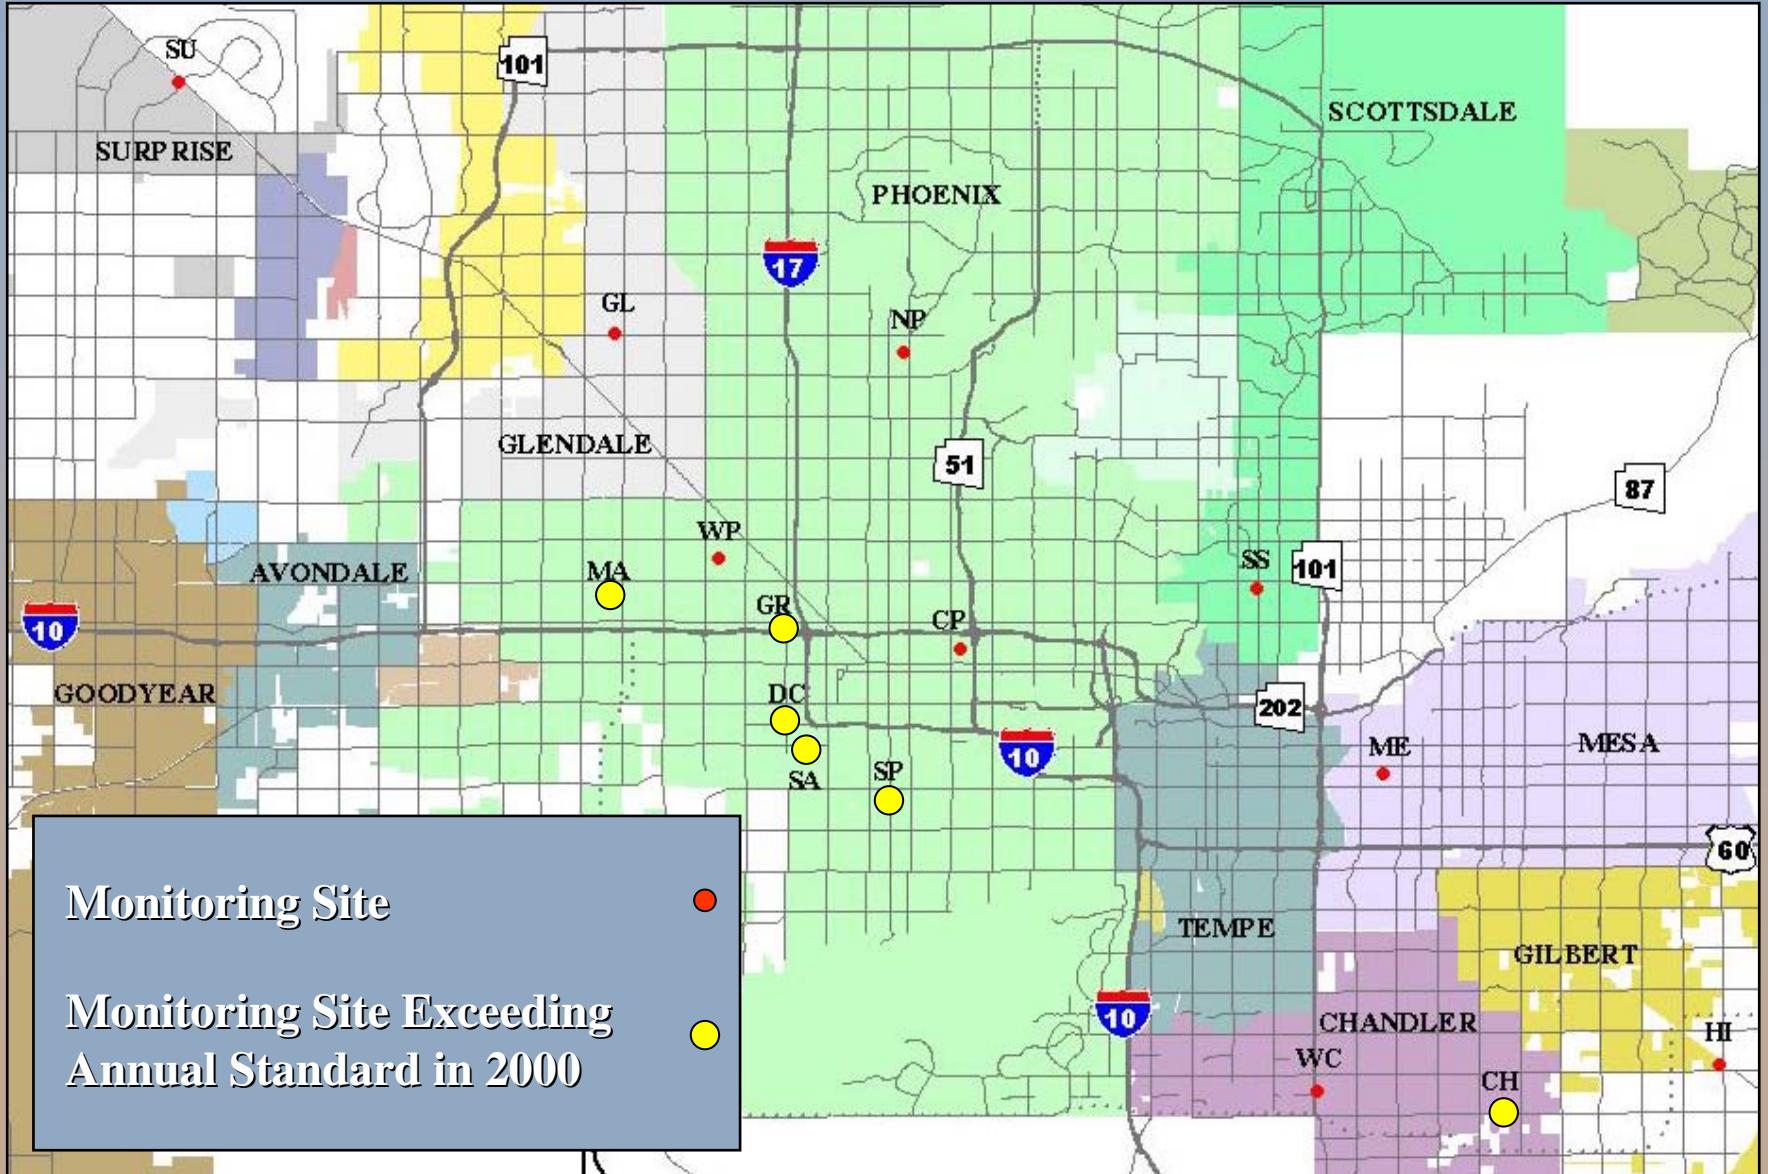 SU
101
SCOTTSDALE
SURPRISE
PHOENIX
17
GL
NP
GLENDALE
51
87
WP
SS
101
AVONDALE
MA
GR
CP
10
GOODYEAR
DC
202
ME
MESA
10
SA
SP
60
TEMPE
GILBERT
10
CHANDLER
HI
WC
CH
Monitoring Site
Monitoring Site Exceeding
Annual Standard in 2000